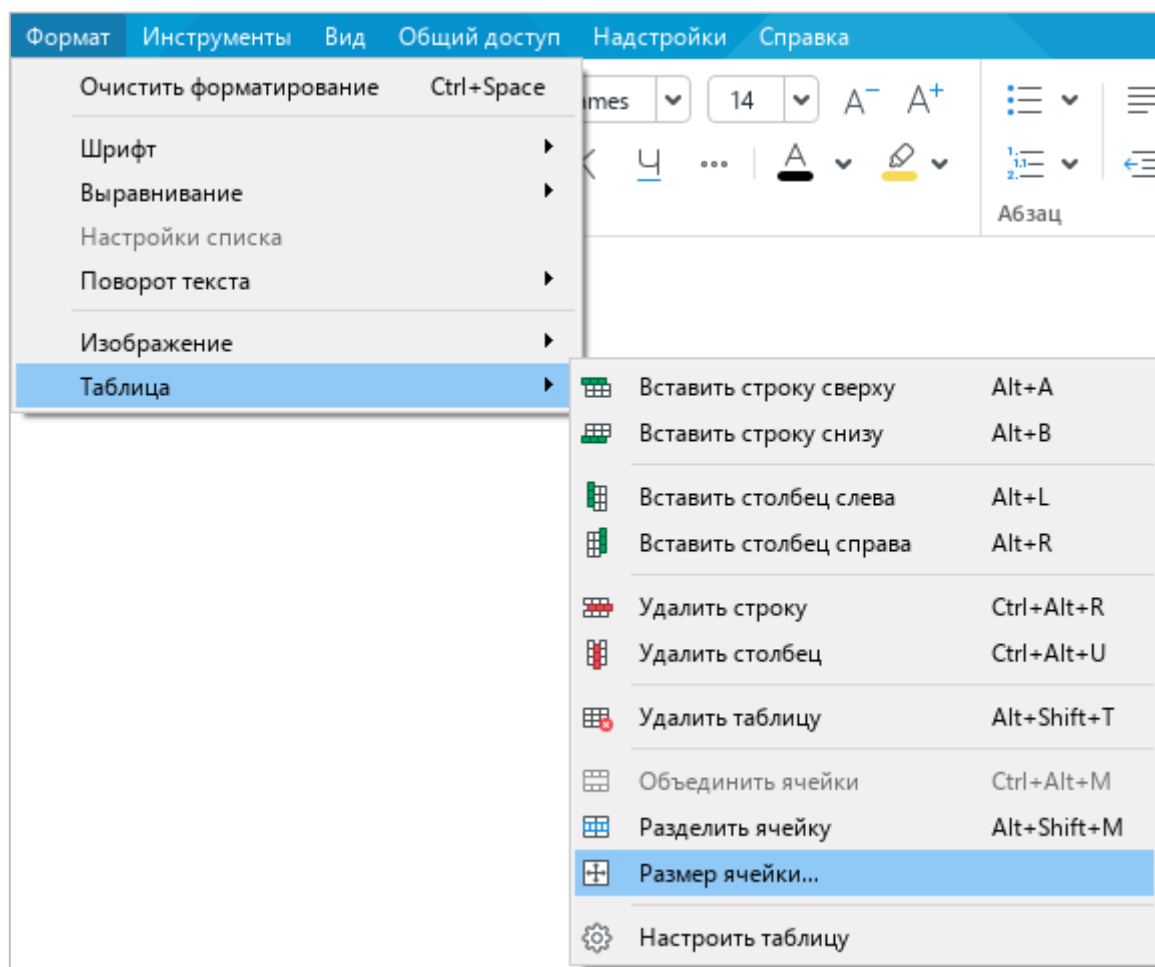 Формат Инструменты Вид Общий доступ Надстройки Справка
Очистить форматирование Ctrl+Space
14 A− A+
Шрифт
Ч A
Выравнивание
Абзац
Настройки списка
Поворот текста
Изображение
Таблица
Вставить строку сверху Alt+A
Вставить строку снизу Alt+B
Вставить столбец слева Alt+L
Вставить столбец справа Alt+R
Удалить строку Ctrl+Alt+R
Удалить столбец Ctrl+Alt+U
Удалить таблицу Alt+Shift+T
Объединить ячейки Ctrl+Alt+M
Разделить ячейку Alt+Shift+M
Размер ячейки...
Настроить таблицу